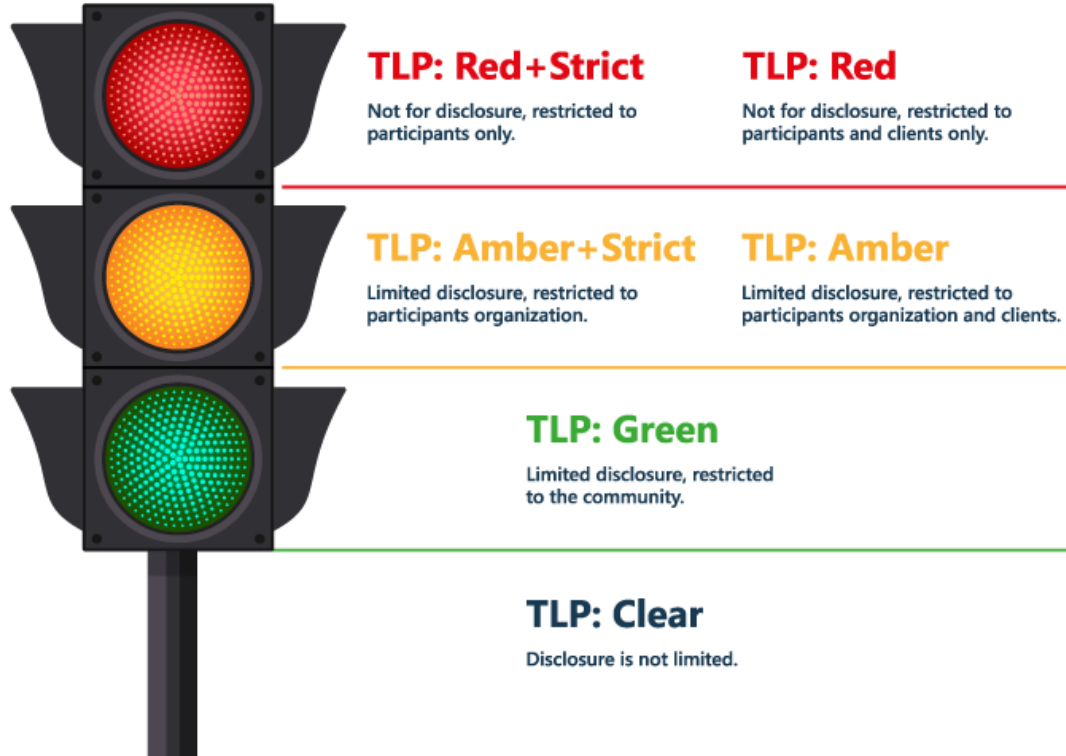 TLP: Red+Strict
Not for disclosure, restricted to
participants only.
TLP: Red
Not for disclosure, restricted to
participants and clients only.
TLP: Amber+Strict
Limited disclosure, restricted to
participants organization.
TLP: Amber
Limited disclosure, restricted to
participants organization and clients.
TLP: Green
Limited disclosure, restricted
to the community.
TLP: Clear
Disclosure is not limited.